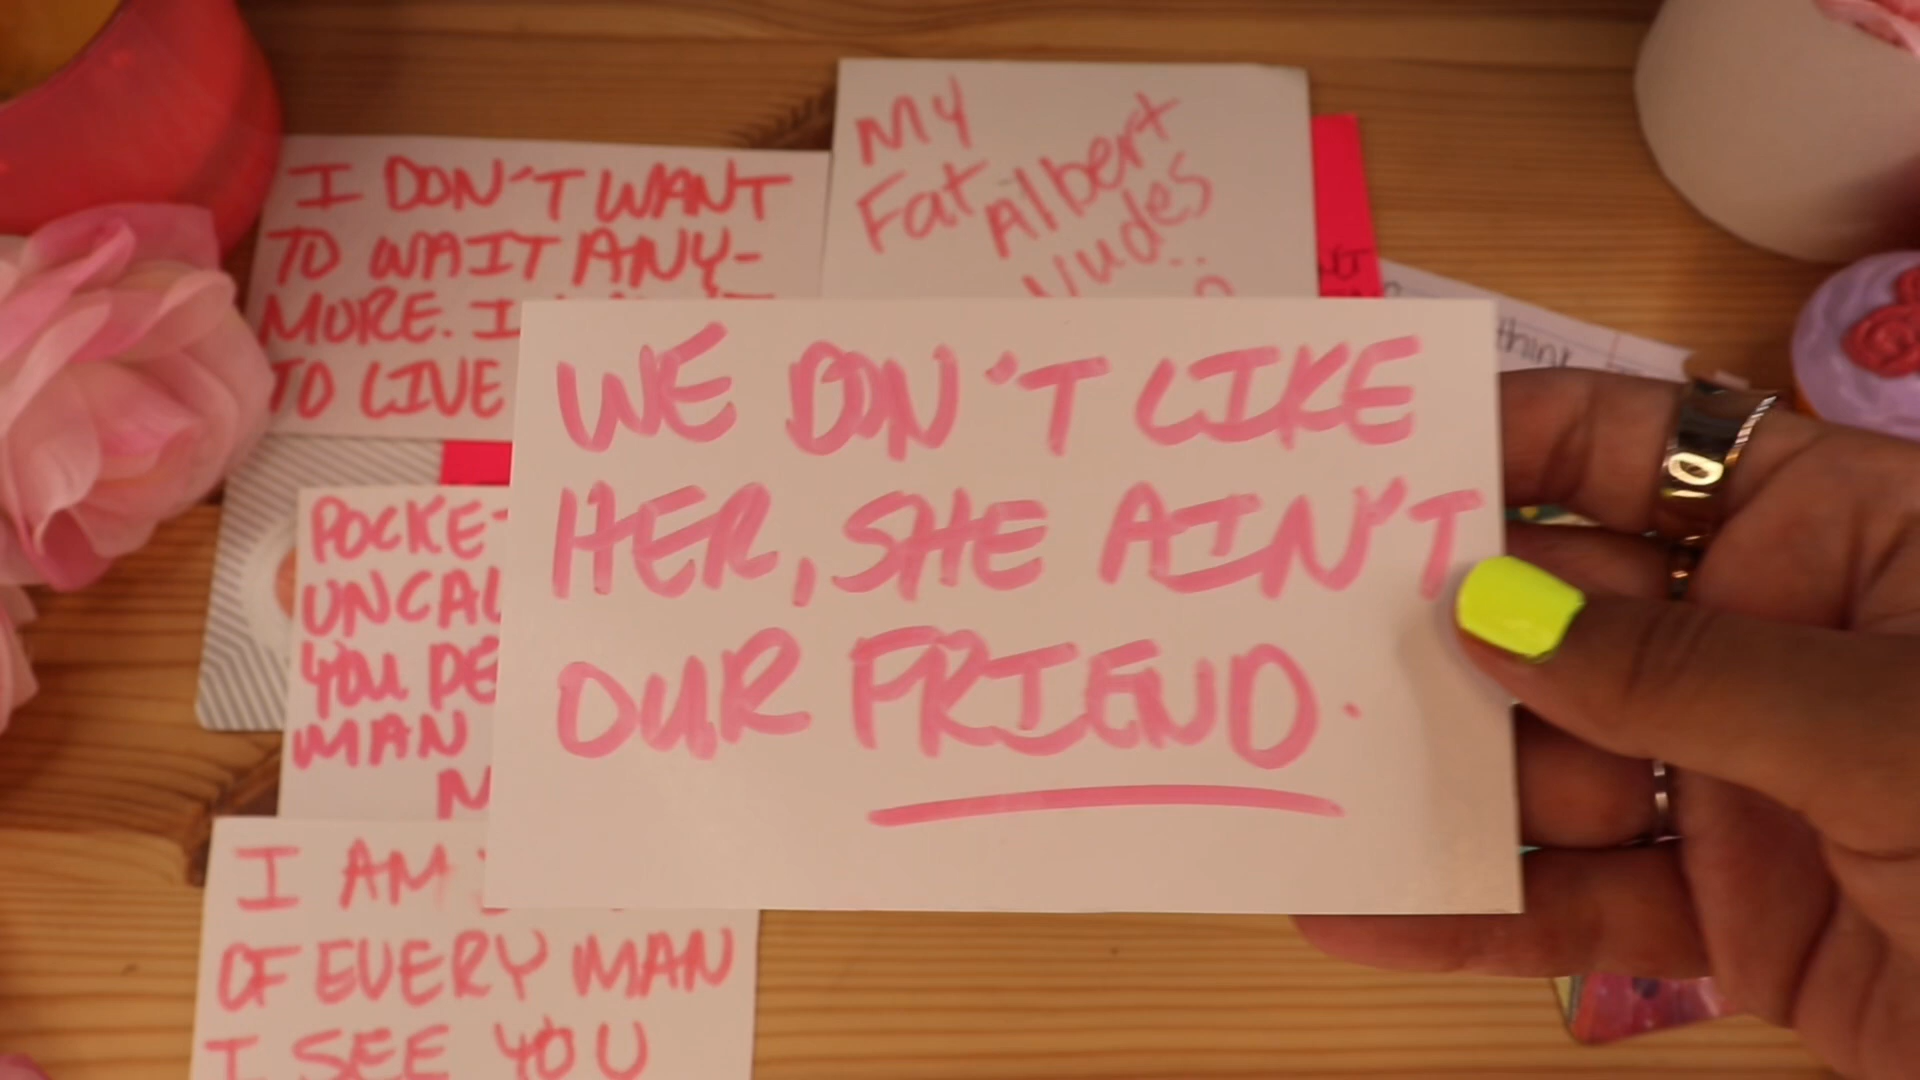 MY
Fat Albert
Nudes..
I DON'T WANT
TO WAIT ANY-
MORE. I
TO LIVE
WE DON'T LIKE
HER, SHE AIN'T
OUR FRIEND.
POCKE
UNCAL
YOU DE
MAN
I AM
OF EVERY MAN
I SEE YOU